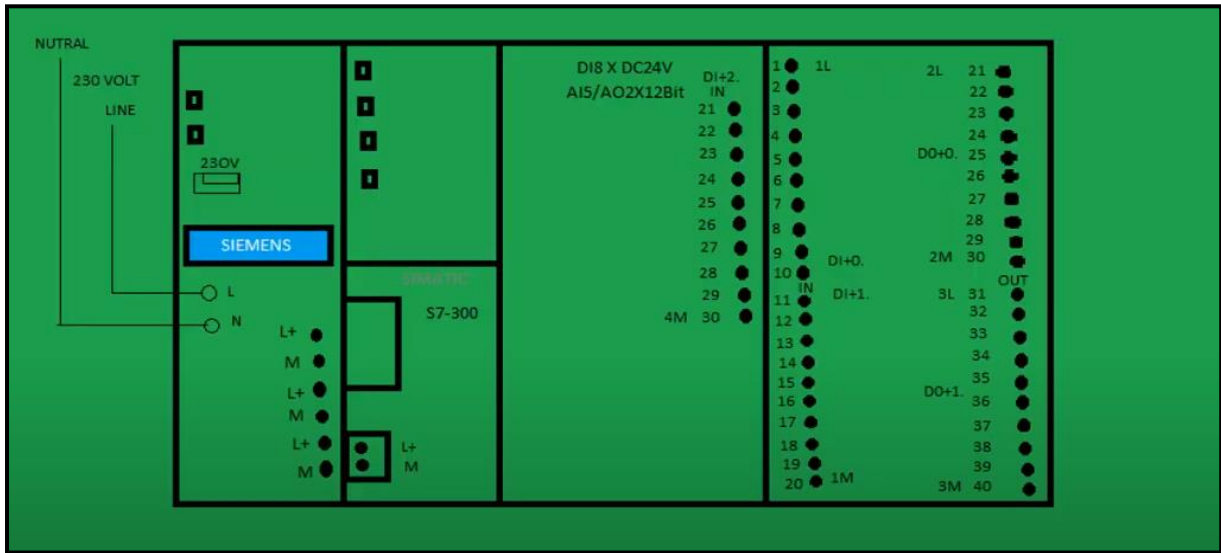 NUTRAL
230 VOLT
LINE
230V
SIEMENS
L
N
L+
M
L+
M
L+
M
SIMATIC
S7-300
L+
M
DI8 X DC24V
AI5/AO2X12Bit
DI+2.
IN
21
22
23
24
25
26
27
28
29
4M 30
1 1L
2
3
4
5
6
7
8
9
10 DI+0.
IN
11 DI+1.
12
13
14
15
16
17
18
19
20 1M
2L 21
22
23
24
D0+0. 25
26
27
28
29
2M 30
OUT
3L 31
32
33
34
35
D0+1. 36
37
38
39
3M 40